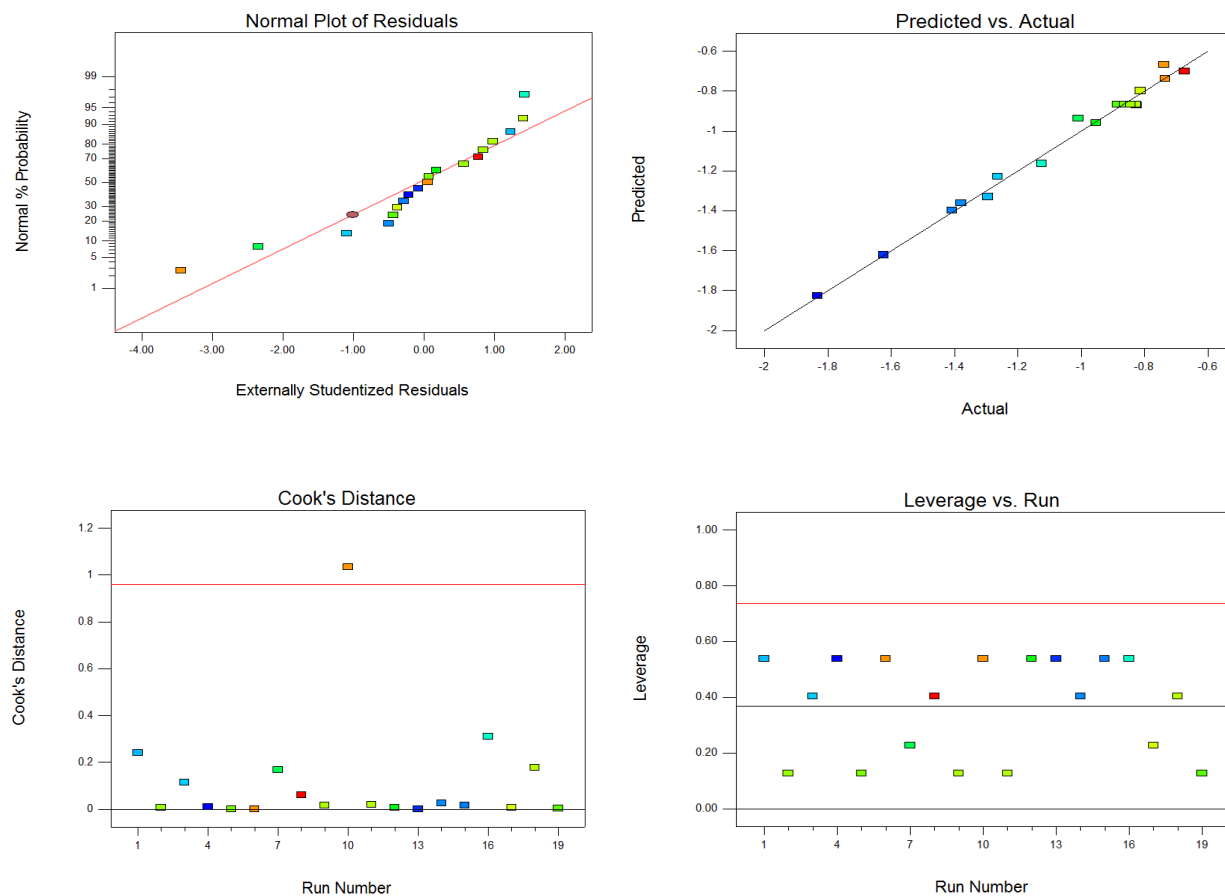 Normal Plot of Residuals
Normal % Probability
99
95
90
80
70
50
30
20
10
5
1
-4.00 -3.00 -2.00 -1.00 0.00 1.00 2.00
Externally Studentized Residuals
Predicted vs. Actual
Predicted
-0.6
-0.8
-1
-1.2
-1.4
-1.6
-1.8
-2
-2 -1.8 -1.6 -1.4 -1.2 -1 -0.8 -0.6
Actual
Cook's Distance
Cook's Distance
1.2
1
0.8
0.6
0.4
0.2
0
1 4 7 10 13 16 19
Run Number
Leverage vs. Run
Leverage
1.00
0.80
0.60
0.40
0.20
0.00
1 4 7 10 13 16 19
Run Number